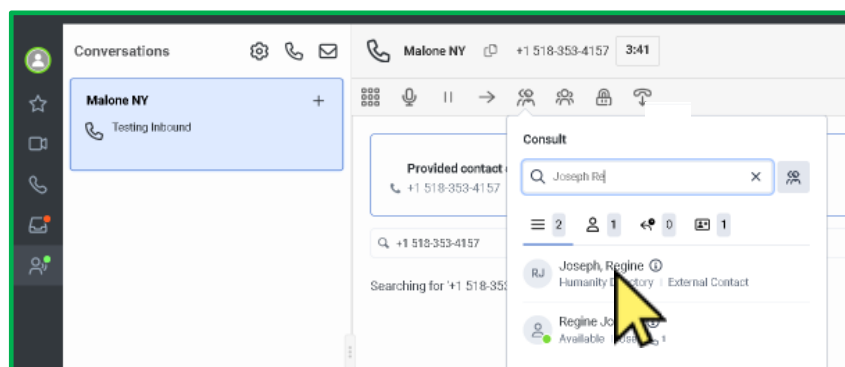 Conversations
Malone NY
+1 518-353-4157
3:41
Malone NY
Testing Inbound
Consult
Provided contact
+1 518-353-4157
Joseph Re
2
1
0
1
+1 518-353-4157
Joseph, Regine
Humanity Directory | External Contact
Searching for '+1 518-353
Regine Jo
Available
1